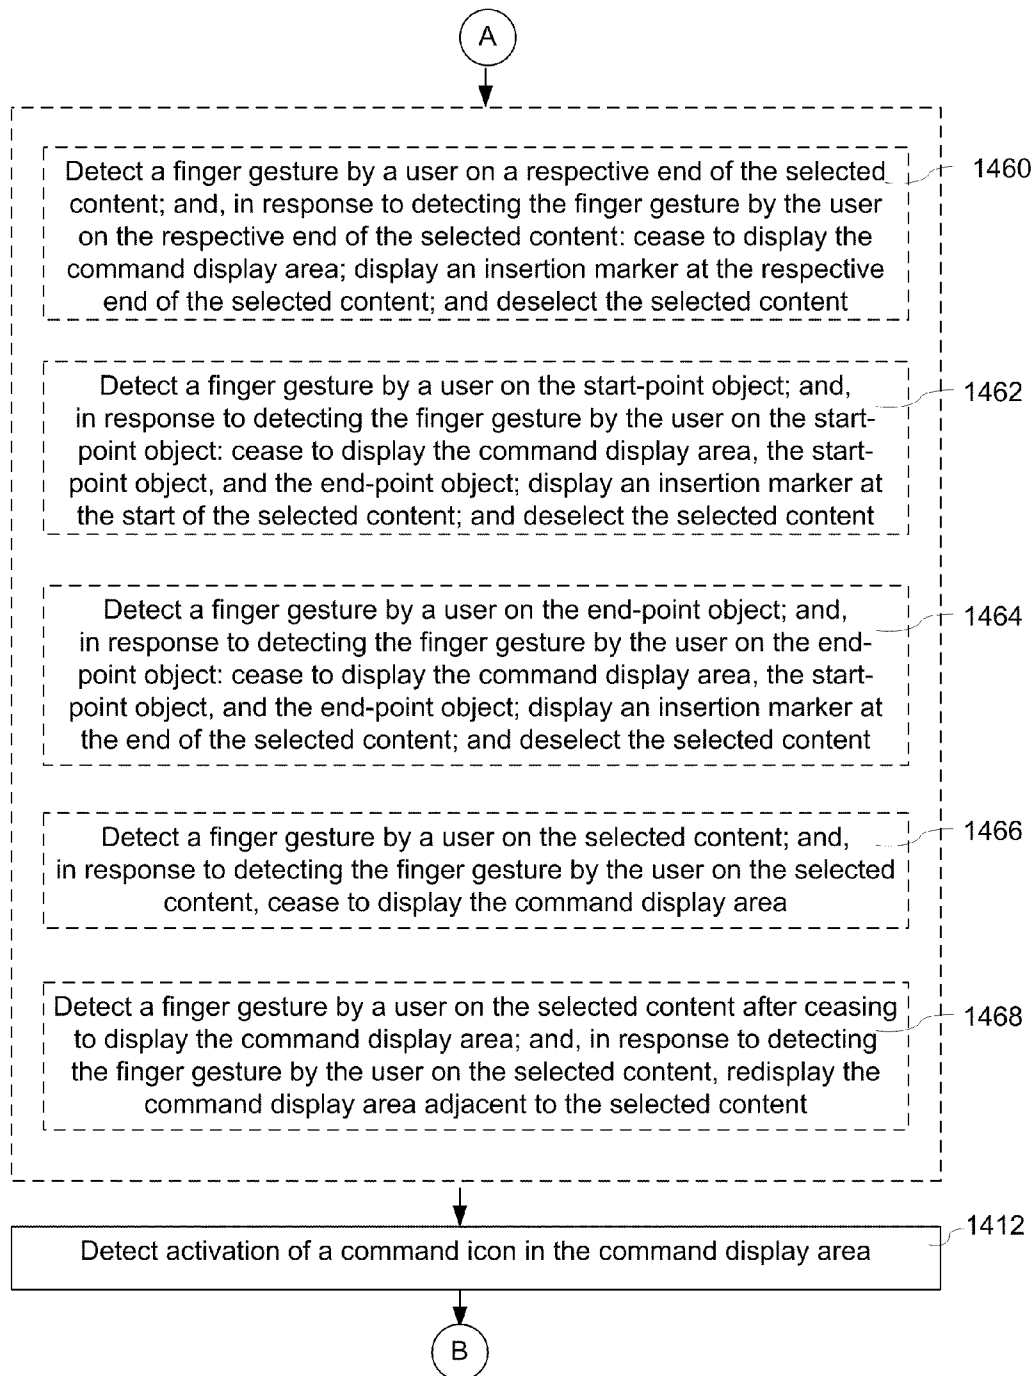 A
Detect a finger gesture by a user on a respective end of the selected
content; and, in response to detecting the finger gesture by the user
on the respective end of the selected content: cease to display the
command display area; display an insertion marker at the respective
end of the selected content; and deselect the selected content
1460
Detect a finger gesture by a user on the start-point object; and,
in response to detecting the finger gesture by the user on the start-
point object: cease to display the command display area, the start-
point object, and the end-point object; display an insertion marker at
the start of the selected content; and deselect the selected content
1462
Detect a finger gesture by a user on the end-point object; and,
in response to detecting the finger gesture by the user on the end-
point object: cease to display the command display area, the start-
point object, and the end-point object; display an insertion marker at
the end of the selected content; and deselect the selected content
1464
Detect a finger gesture by a user on the selected content; and,
in response to detecting the finger gesture by the user on the selected
content, cease to display the command display area
1466
Detect a finger gesture by a user on the selected content after ceasing
to display the command display area; and, in response to detecting
the finger gesture by the user on the selected content, redisplay the
command display area adjacent to the selected content
1468
Detect activation of a command icon in the command display area
1412
B